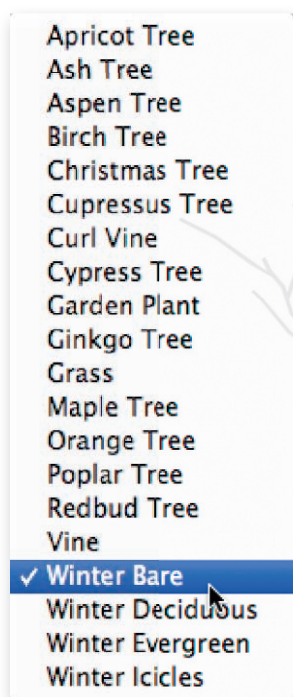 Apricot Tree
Ash Tree
Aspen Tree
Birch Tree
Christmas Tree
Cupressus Tree
Curl Vine
Cypress Tree
Garden Plant
Ginkgo Tree
Grass
Maple Tree
Orange Tree
Poplar Tree
Redbud Tree
Vine
✓ Winter Bare
Winter Deciduous
Winter Evergreen
Winter Icicles